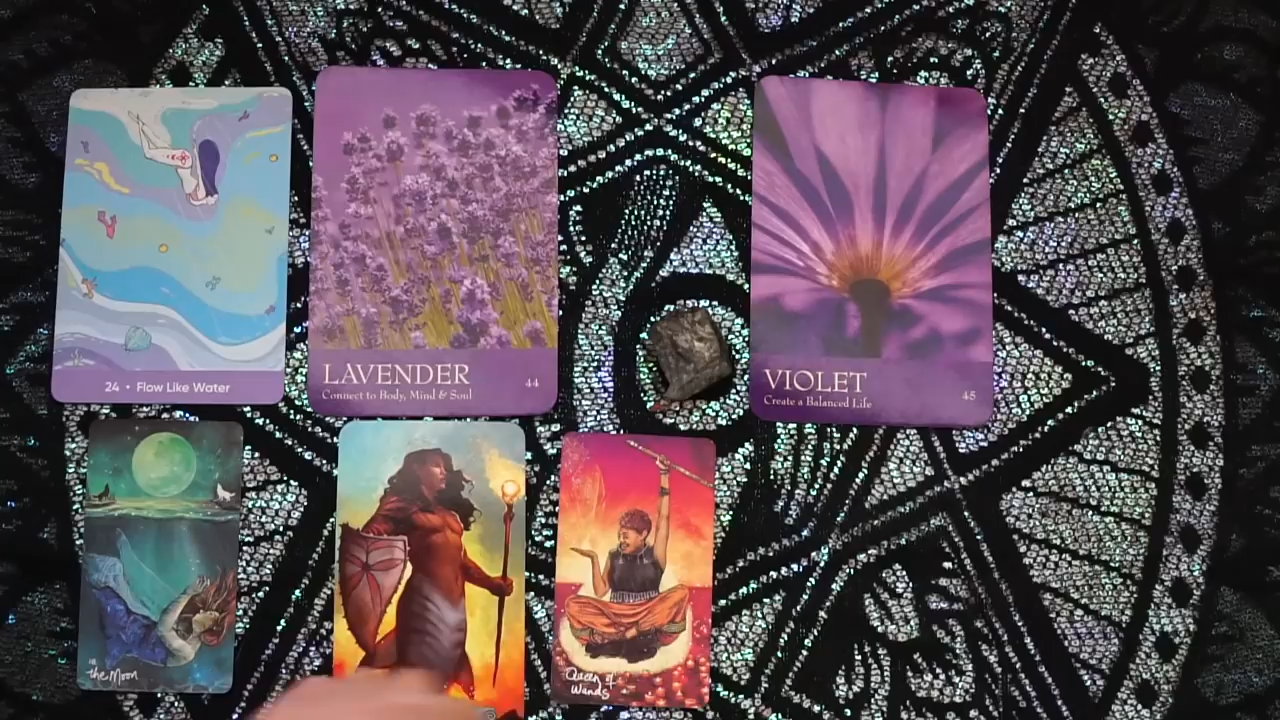 24 • Flow Like Water
LAVENDER
Connect to Body, Mind & Soul
44
VIOLET
Create a Balanced Life
45
the Moon
Queen of
Wands